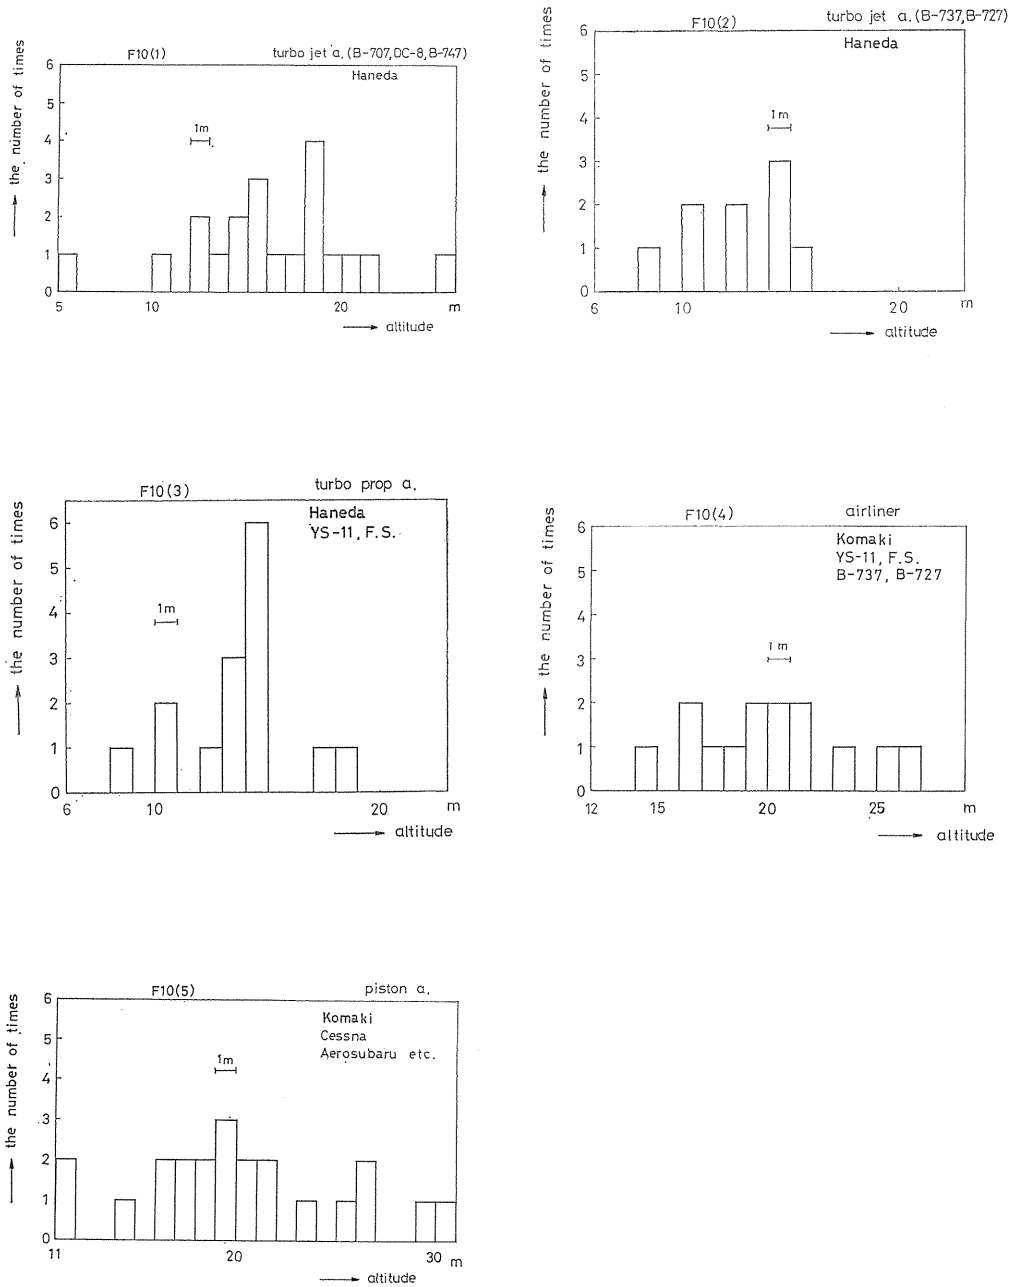 F10(1) turbo jet a. (B-707, DC-8, B-747)
Haneda
the number of times
6
5
4
3
2
1
0
1m
5 10 20 m
altitude
F10(2) turbo jet a. (B-737, B-727)
Haneda
the number of times
6
5
4
3
2
1
0
1m
6 10 20 m
altitude
F10(3) turbo prop a.
Haneda
YS-11, F.S.
the number of times
6
5
4
3
2
1
0
1m
6 10 20 m
altitude
F10(4) airliner
Komaki
YS-11, F.S.
B-737, B-727
the number of times
6
5
4
3
2
1
0
1m
12 15 20 25 m
altitude
F10(5) piston a.
Komaki
Cessna
Aerosubaru etc.
the number of times
6
5
4
3
2
1
0
1m
11 20 30 m
altitude